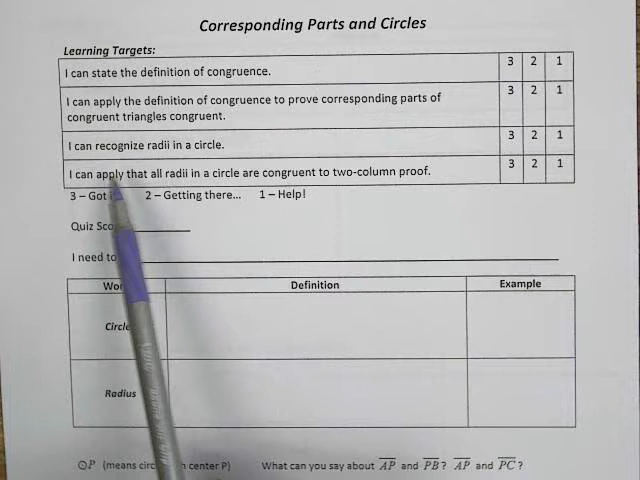 Corresponding Parts and Circles
Learning Targets:
I can state the definition of congruence. 3 2 1
I can apply the definition of congruence to prove corresponding parts of 3 2 1
congruent triangles congruent.
I can recognize radii in a circle. 3 2 1
I can apply that all radii in a circle are congruent to two-column proof. 3 2 1
3 – Got 2 – Getting there... 1 – Help!
Quiz
I need to
Definition Example
Circle
Radius
⊙P (means center P) What can you say about \overline{AP} and \overline{PB}? \overline{AP} and \overline{PC}?